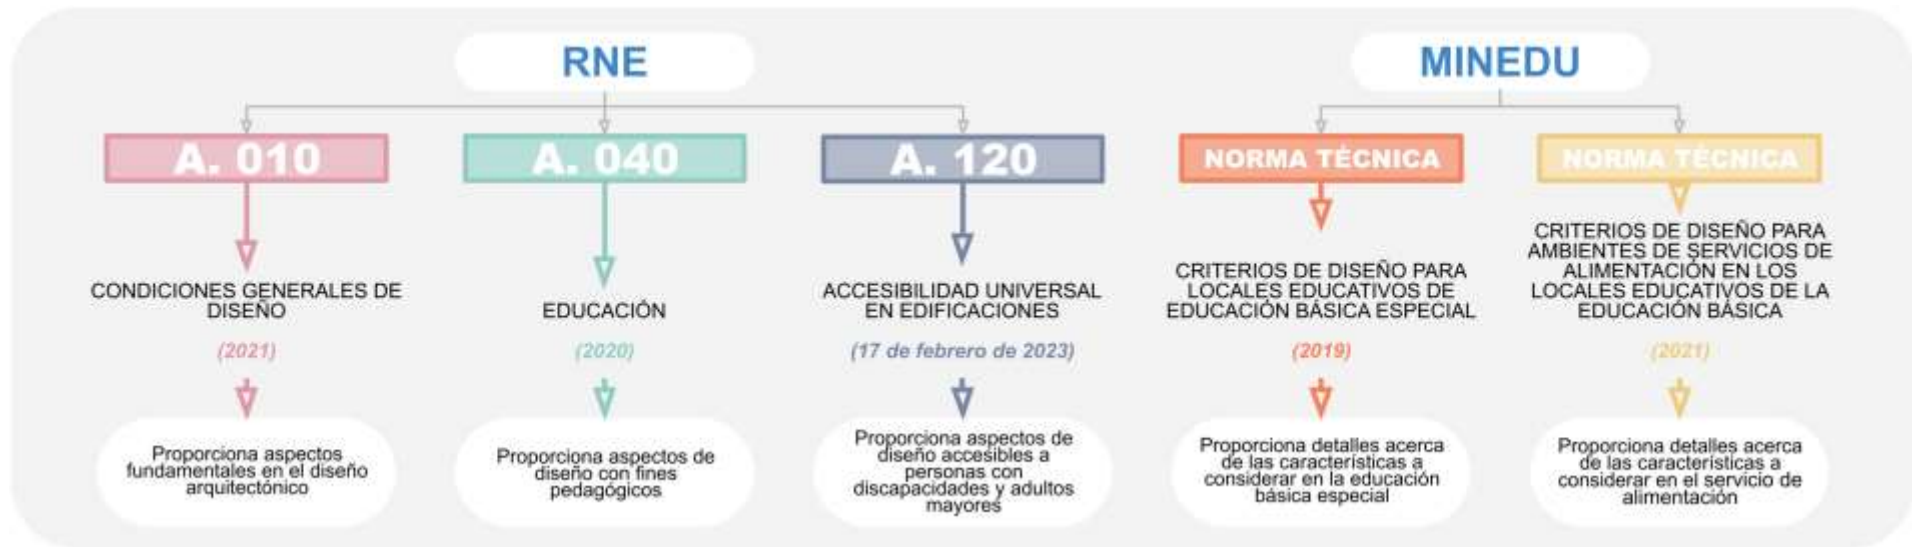 RNE
A. 010
CONDICIONES GENERALES DE
DISEÑO
(2021)
Proporciona aspectos
fundamentales en el diseño
arquitectónico
A. 040
EDUCACIÓN
(2020)
Proporciona aspectos de
diseño con fines
pedagógicos
A. 120
ACCESIBILIDAD UNIVERSAL
EN EDIFICACIONES
(17 de febrero de 2023)
Proporciona aspectos de
diseño accesibles a
personas con
discapacidades y adultos
mayores
MINEDU
NORMA TÉCNICA
CRITERIOS DE DISEÑO PARA
LOCALES EDUCATIVOS DE
EDUCACIÓN BÁSICA ESPECIAL
(2019)
Proporciona detalles acerca
de las características a
considerar en la educación
básica especial
NORMA TÉCNICA
CRITERIOS DE DISEÑO PARA
AMBIENTES DE SERVICIOS DE
ALIMENTACIÓN EN LOS
LOCALES EDUCATIVOS DE LA
EDUCACIÓN BÁSICA
(2021)
Proporciona detalles acerca
de las características a
considerar en el servicio de
alimentación